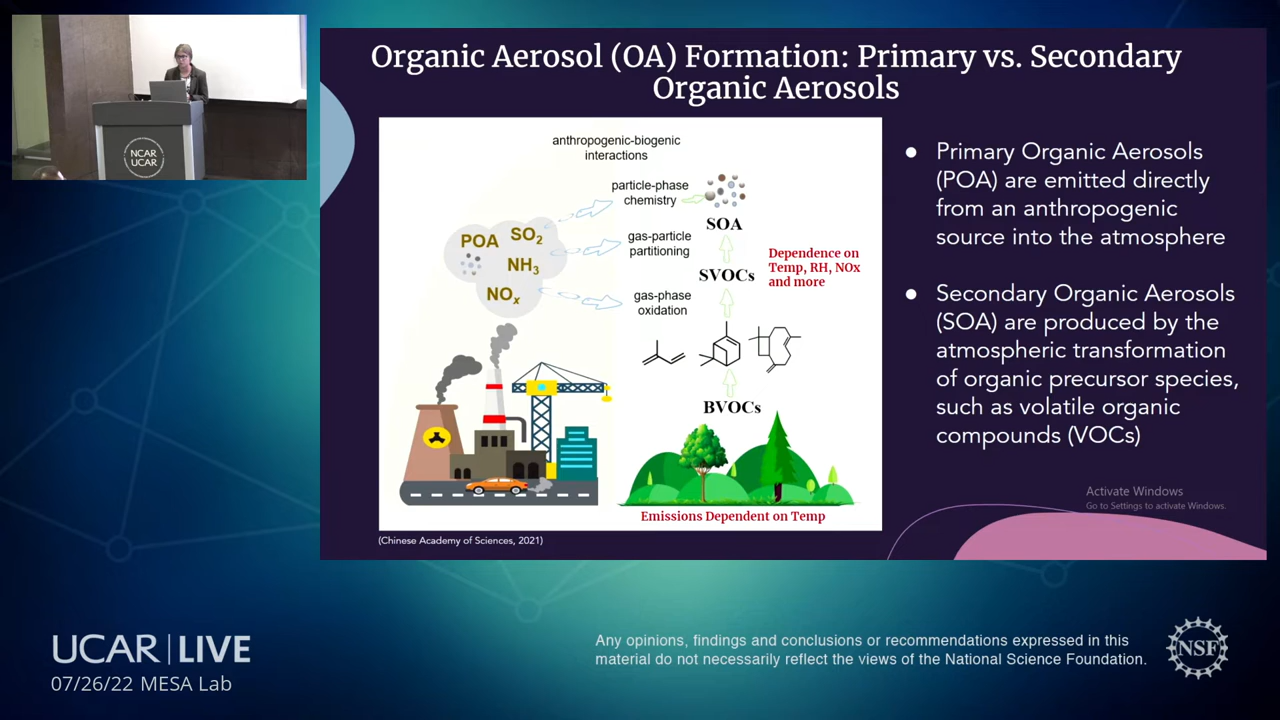 NCAR
UCAR
Organic Aerosol (OA) Formation: Primary vs. Secondary
Organic Aerosols
anthropogenic-biogenic
interactions
particle-phase
chemistry
SOA
POA
SO₂
NH₃
NOₓ
gas-particle
partitioning
SVOCs
Dependence on
Temp, RH, NOx
and more
gas-phase
oxidation
BVOCs
Emissions Dependent on Temp
(Chinese Academy of Sciences, 2021)
● Primary Organic Aerosols
(POA) are emitted directly
from an anthropogenic
source into the atmosphere
● Secondary Organic Aerosols
(SOA) are produced by the
atmospheric transformation
of organic precursor species,
such as volatile organic
compounds (VOCs)
Activate Windows
Go to Settings to activate Windows.
UCAR | LIVE
07/26/22 MESA Lab
Any opinions, findings and conclusions or recommendations expressed in this
material do not necessarily reflect the views of the National Science Foundation.
NSF